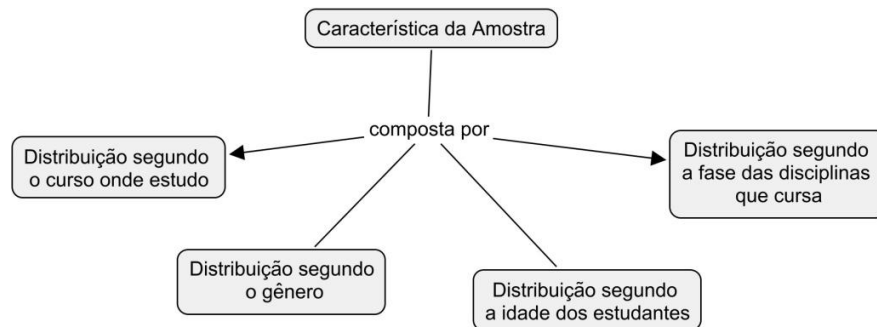 Característica da Amostra
composta por
Distribuição segundo
o curso onde estudo
Distribuição segundo
o gênero
Distribuição segundo
a idade dos estudantes
Distribuição segundo
a fase das disciplinas
que cursa